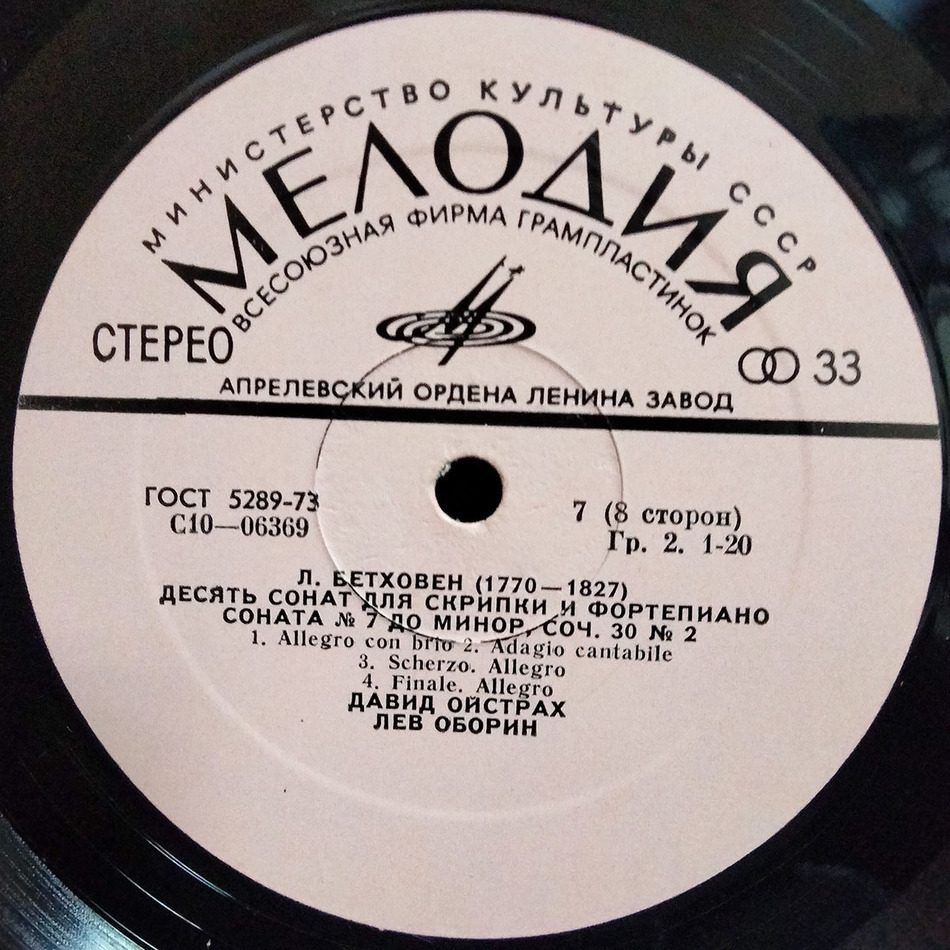 МИНИСТЕРСТВО КУЛЬТУРЫ СССР
МЕЛОДИЯ
ВСЕСОЮЗНАЯ ФИРМА ГРАМПЛАСТИНОК
СТЕРЕО
33
АПРЕЛЕВСКИЙ ОРДЕНА ЛЕНИНА ЗАВОД
ГОСТ 5289-73
С10—06369
7 (8 сторон)
Гр. 2. 1-20
Л. БЕТХОВЕН (1770—1827)
ДЕСЯТЬ СОНАТ ДЛЯ СКРИПКИ И ФОРТЕПИАНО
СОНАТА № 7 ДО МИНОР, СОЧ. 30 № 2
1. Allegro con brio 2. Adagio cantabile
3. Scherzo. Allegro
4. Finale. Allegro
ДАВИД ОЙСТРАХ
ЛЕВ ОБОРИН